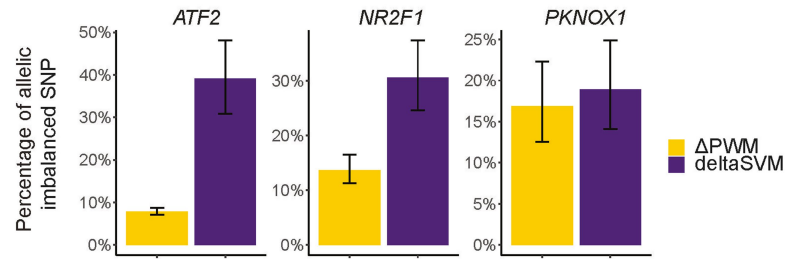 ATF2
NR2F1
PKNOX1
Percentage of allelic
imbalanced SNP
50%
40%
30%
20%
10%
0%
30%
20%
10%
0%
25%
20%
15%
10%
5%
0%
ΔPWM
deltaSVM